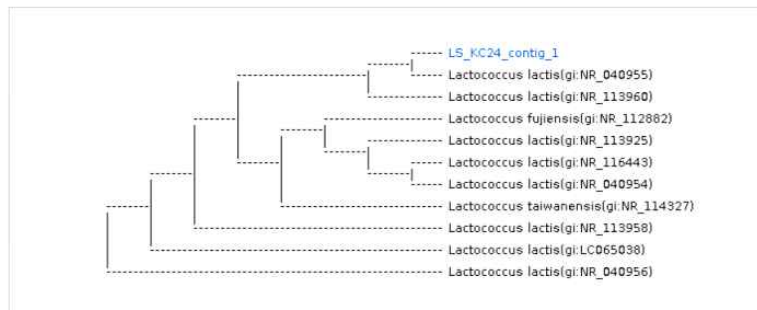 LS_KC24_contig_1
Lactococcus lactis(gi:NR_040955)
Lactococcus lactis(gi:NR_113960)
Lactococcus fujiensis(gi:NR_112882)
Lactococcus lactis(gi:NR_113925)
Lactococcus lactis(gi:NR_116443)
Lactococcus lactis(gi:NR_040954)
Lactococcus taiwanensis(gi:NR_114327)
Lactococcus lactis(gi:NR_113958)
Lactococcus lactis(gi:LC065038)
Lactococcus lactis(gi:NR_040956)